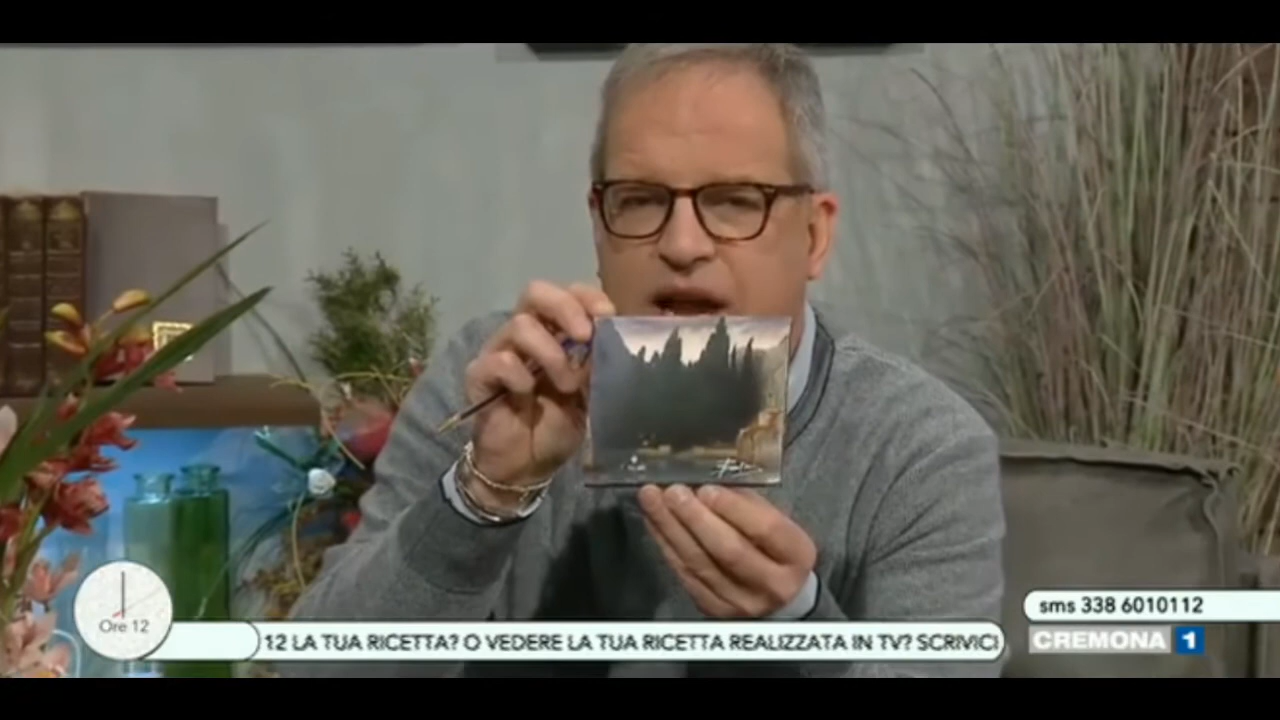 sms 338 6010112
Ore 12
12 LA TUA RICETTA? O VEDERE LA TUA RICETTA REALIZZATA IN TV? SCRIVICI
CREMONA 1